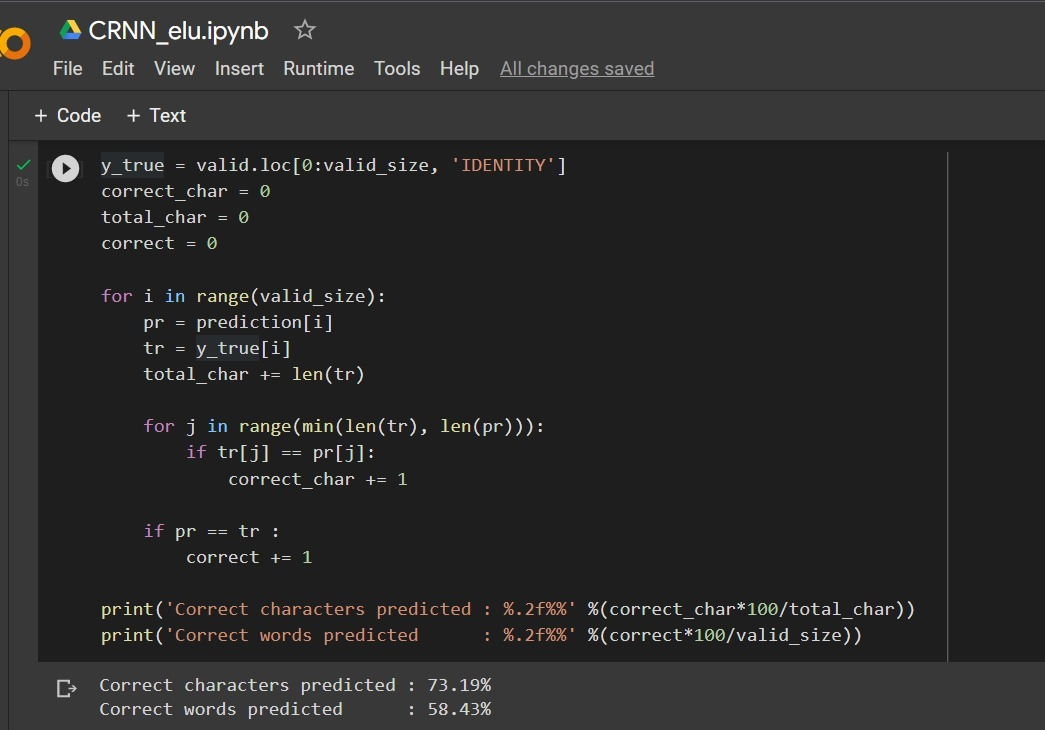 CRNN_elu.ipynb
File Edit View Insert Runtime Tools Help All changes saved
+ Code + Text
0s
y_true = valid.loc[0:valid_size, 'IDENTITY']
correct_char = 0
total_char = 0
correct = 0
for i in range(valid_size):
    pr = prediction[i]
    tr = y_true[i]
    total_char += len(tr)
    for j in range(min(len(tr), len(pr))):
        if tr[j] == pr[j]:
            correct_char += 1
    if pr == tr :
        correct += 1
print('Correct characters predicted : %.2f%%' %(correct_char*100/total_char))
print('Correct words predicted      : %.2f%%' %(correct*100/valid_size))
Correct characters predicted : 73.19%
Correct words predicted      : 58.43%